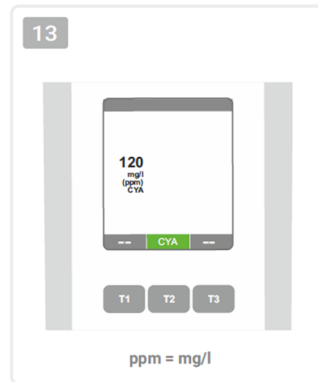 13
120
mg/l
(ppm)
CYA
-- CYA --
T1 T2 T3
ppm = mg/l